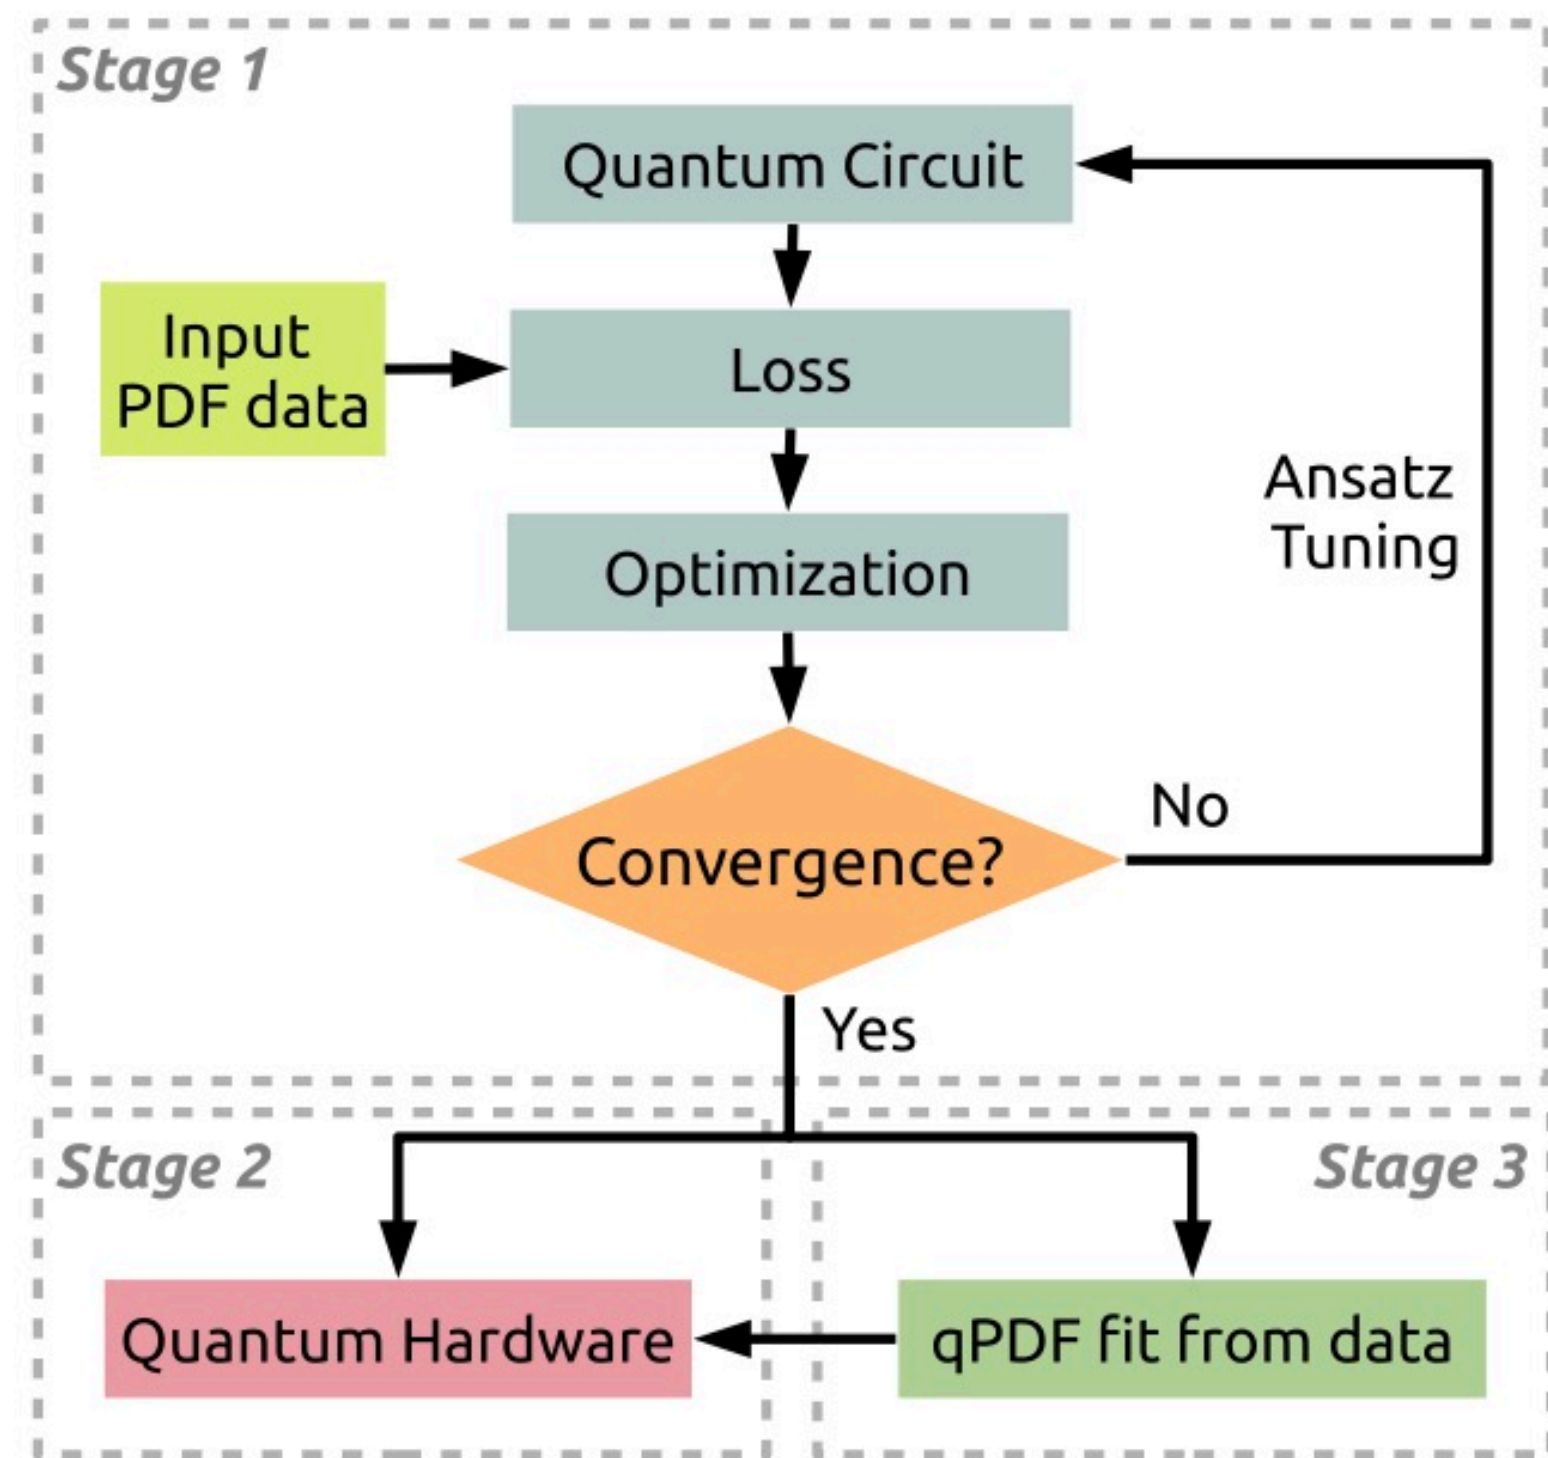 Stage 1
Quantum Circuit
Input
PDF data
Loss
Optimization
Ansatz
Tuning
Convergence?
No
Yes
Stage 2
Stage 3
Quantum Hardware
qPDF fit from data